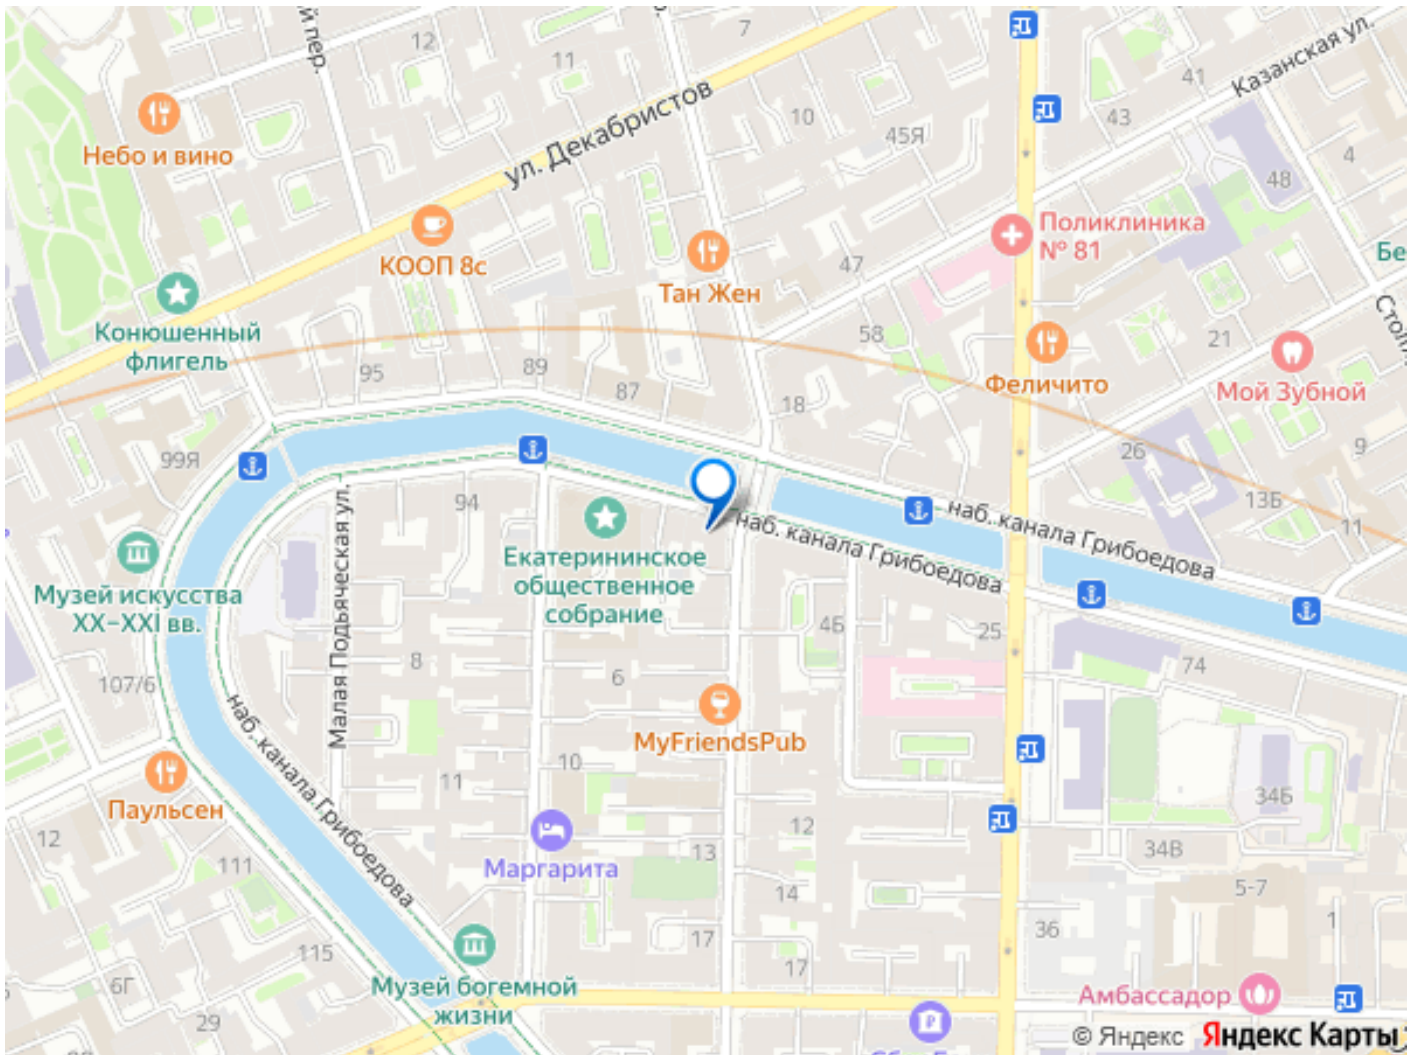 й пер.
12
11
7
10
45Я
41
43
Казанская ул.
4
48
Небо и вино
ул. Декабристов
КООП 8с
Тан Жен
47
Поликлиника
№ 81
Бе
Конюшенный
флигель
58
21
Феличито
Мой Зубной
95
89
87
18
9
99Я
94
26
13Б
11
наб. канала Грибоедова
наб. канала Грибоедова
Екатерининское
общественное
собрание
Малая Подьяческая ул.
Музей искусства
XX–XXI вв.
4Б
25
74
8
6
107/6
наб. канала Грибоедова
MyFriendsPub
Паульсен
10
11
34Б
12
12
13
34В
111
Маргарита
14
5-7
1
36
17
17
115
6Г
29
Музей богемной
жизни
Амбассадор
© Яндекс Яндекс Карты